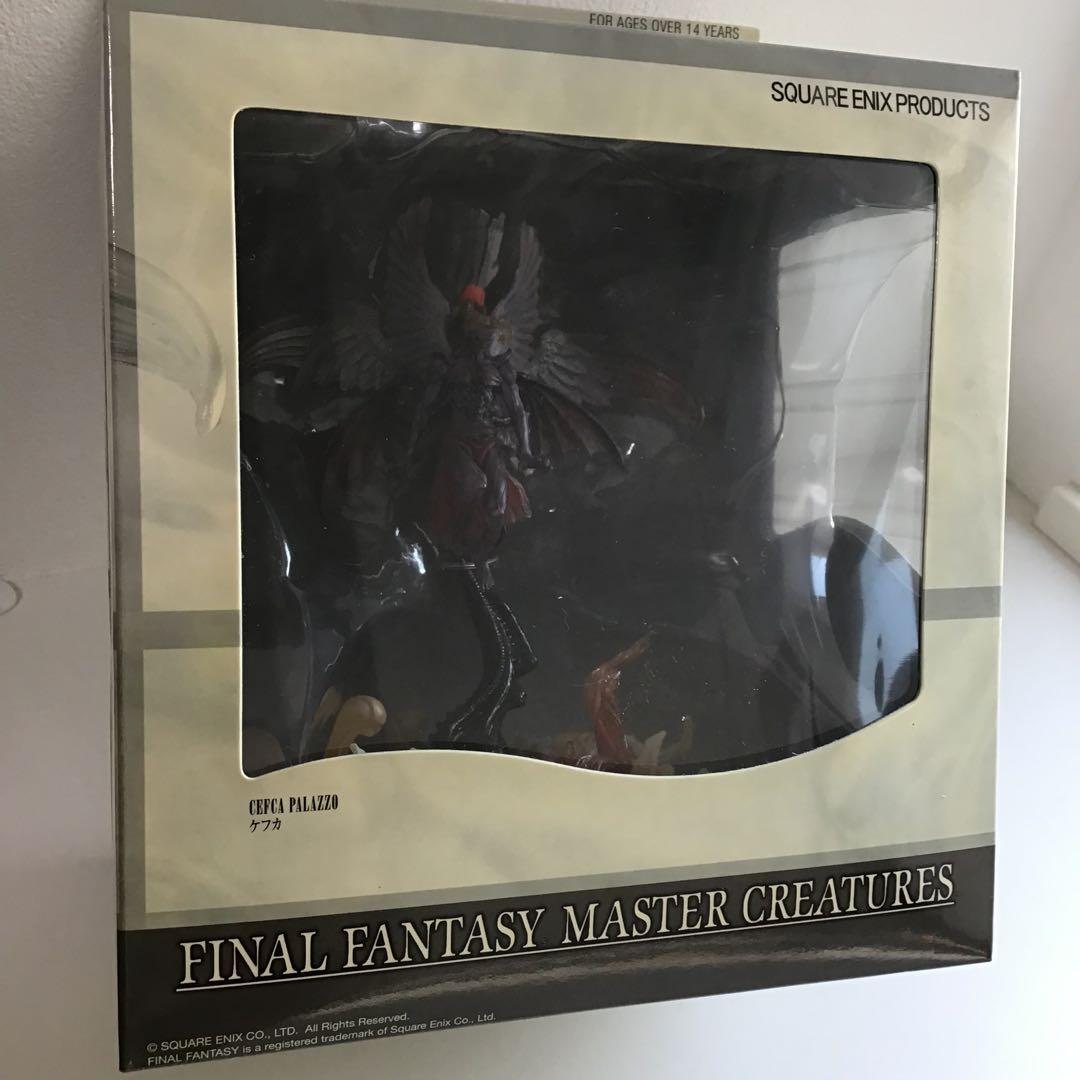 FOR AGES OVER 14 YEARS
SQUARE ENIX PRODUCTS
CEFCA PALAZZO
ケフカ
FINAL FANTASY MASTER CREATURES
© SQUARE ENIX CO., LTD. All Rights Reserved.
FINAL FANTASY is a registered trademark of Square Enix Co., Ltd.